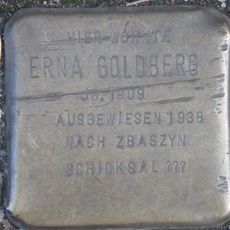 HIER WOHNTE
ERNA GOLDBERG
JG. 1909
AUSGEWIESEN 1938
NACH ZBASZYN
SCHICKSAL ???